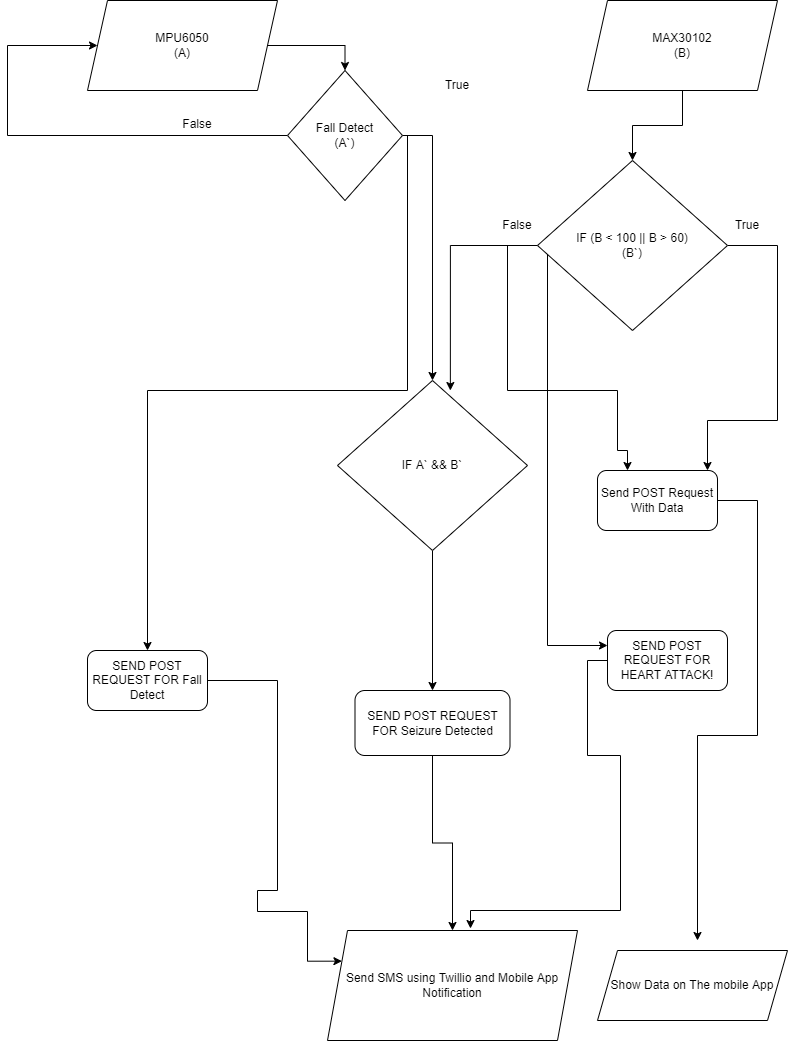 MPU6050
(A)
MAX30102
(B)
True
False
Fall Detect
(A`)
False
True
IF (B < 100 || B > 60)
(B`)
IF A` && B`
Send POST Request
With Data
SEND POST
REQUEST FOR Fall
Detect
SEND POST
REQUEST FOR
HEART ATTACK!
SEND POST REQUEST
FOR Seizure Detected
Send SMS using Twillio and Mobile App
Notification
Show Data on The mobile App